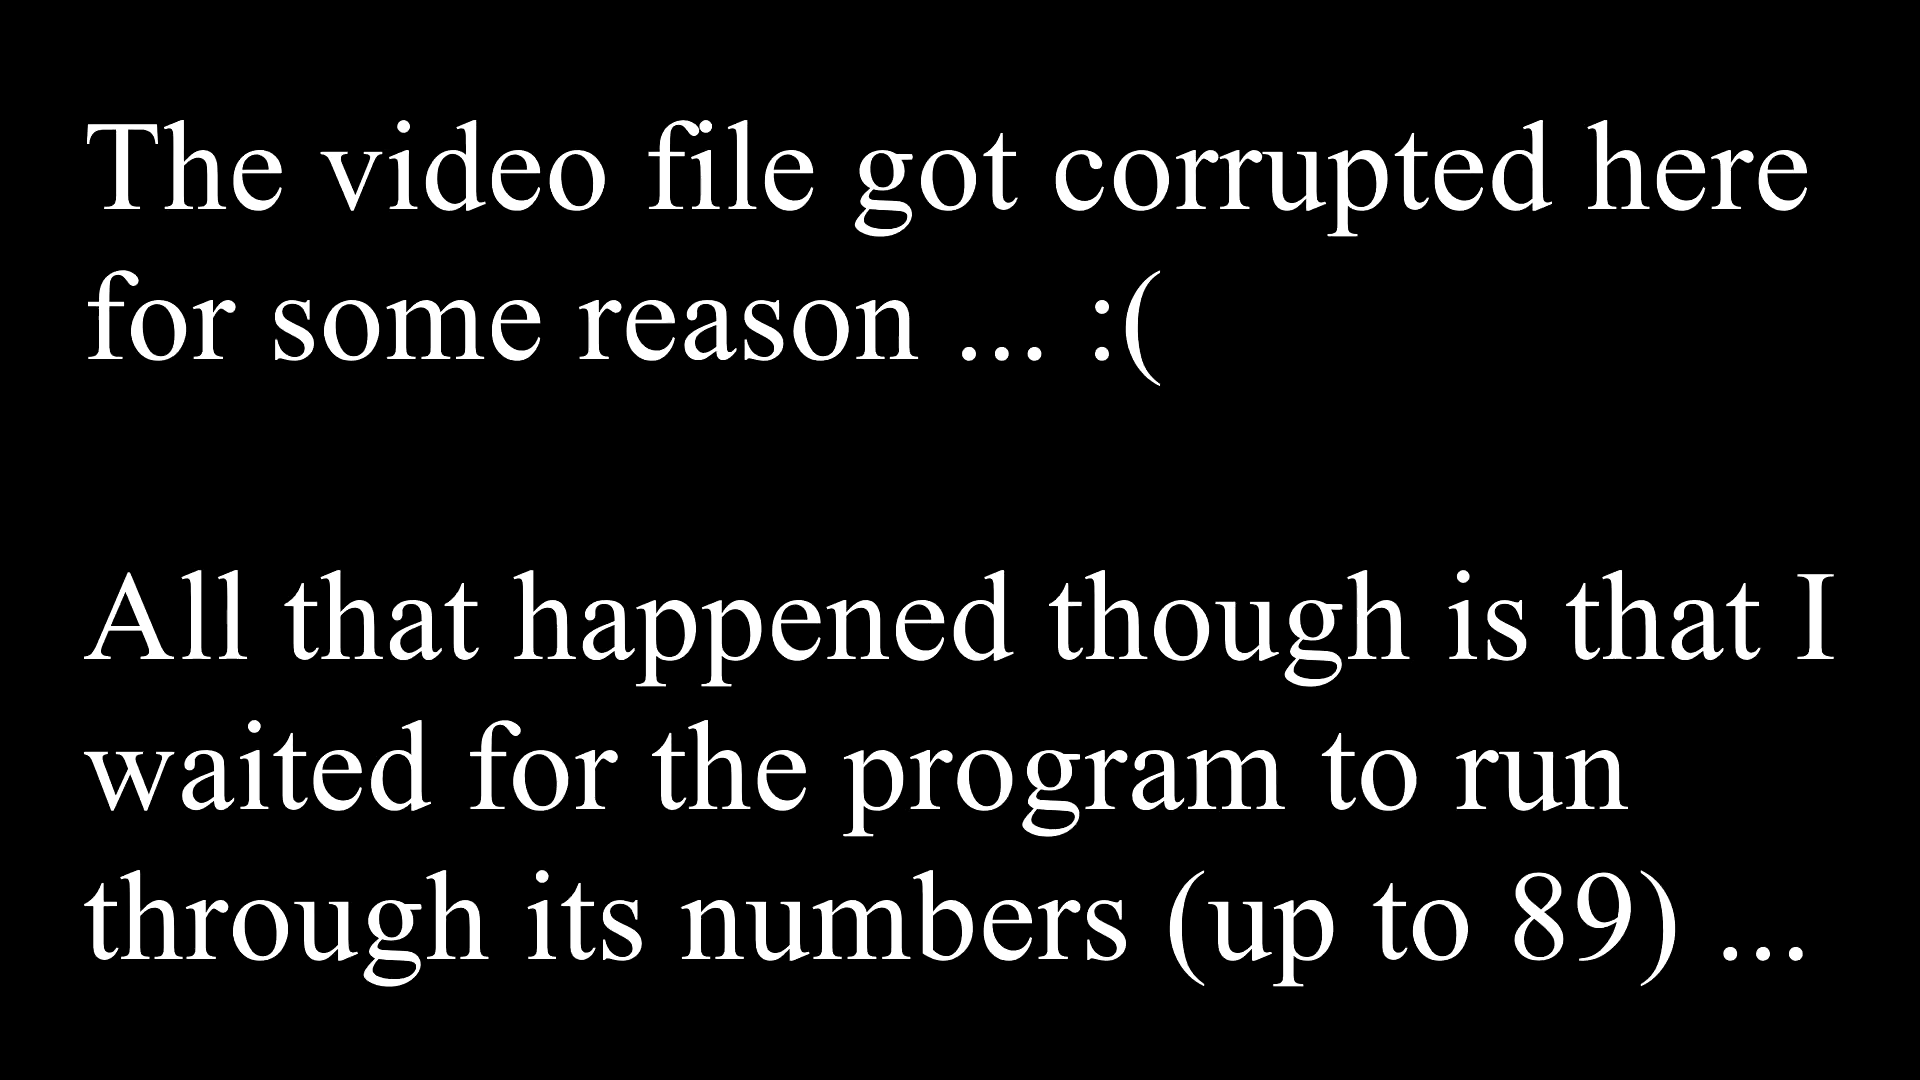 The video file got corrupted here
for some reason ... :(
All that happened though is that I
waited for the program to run
through its numbers (up to 89) ...